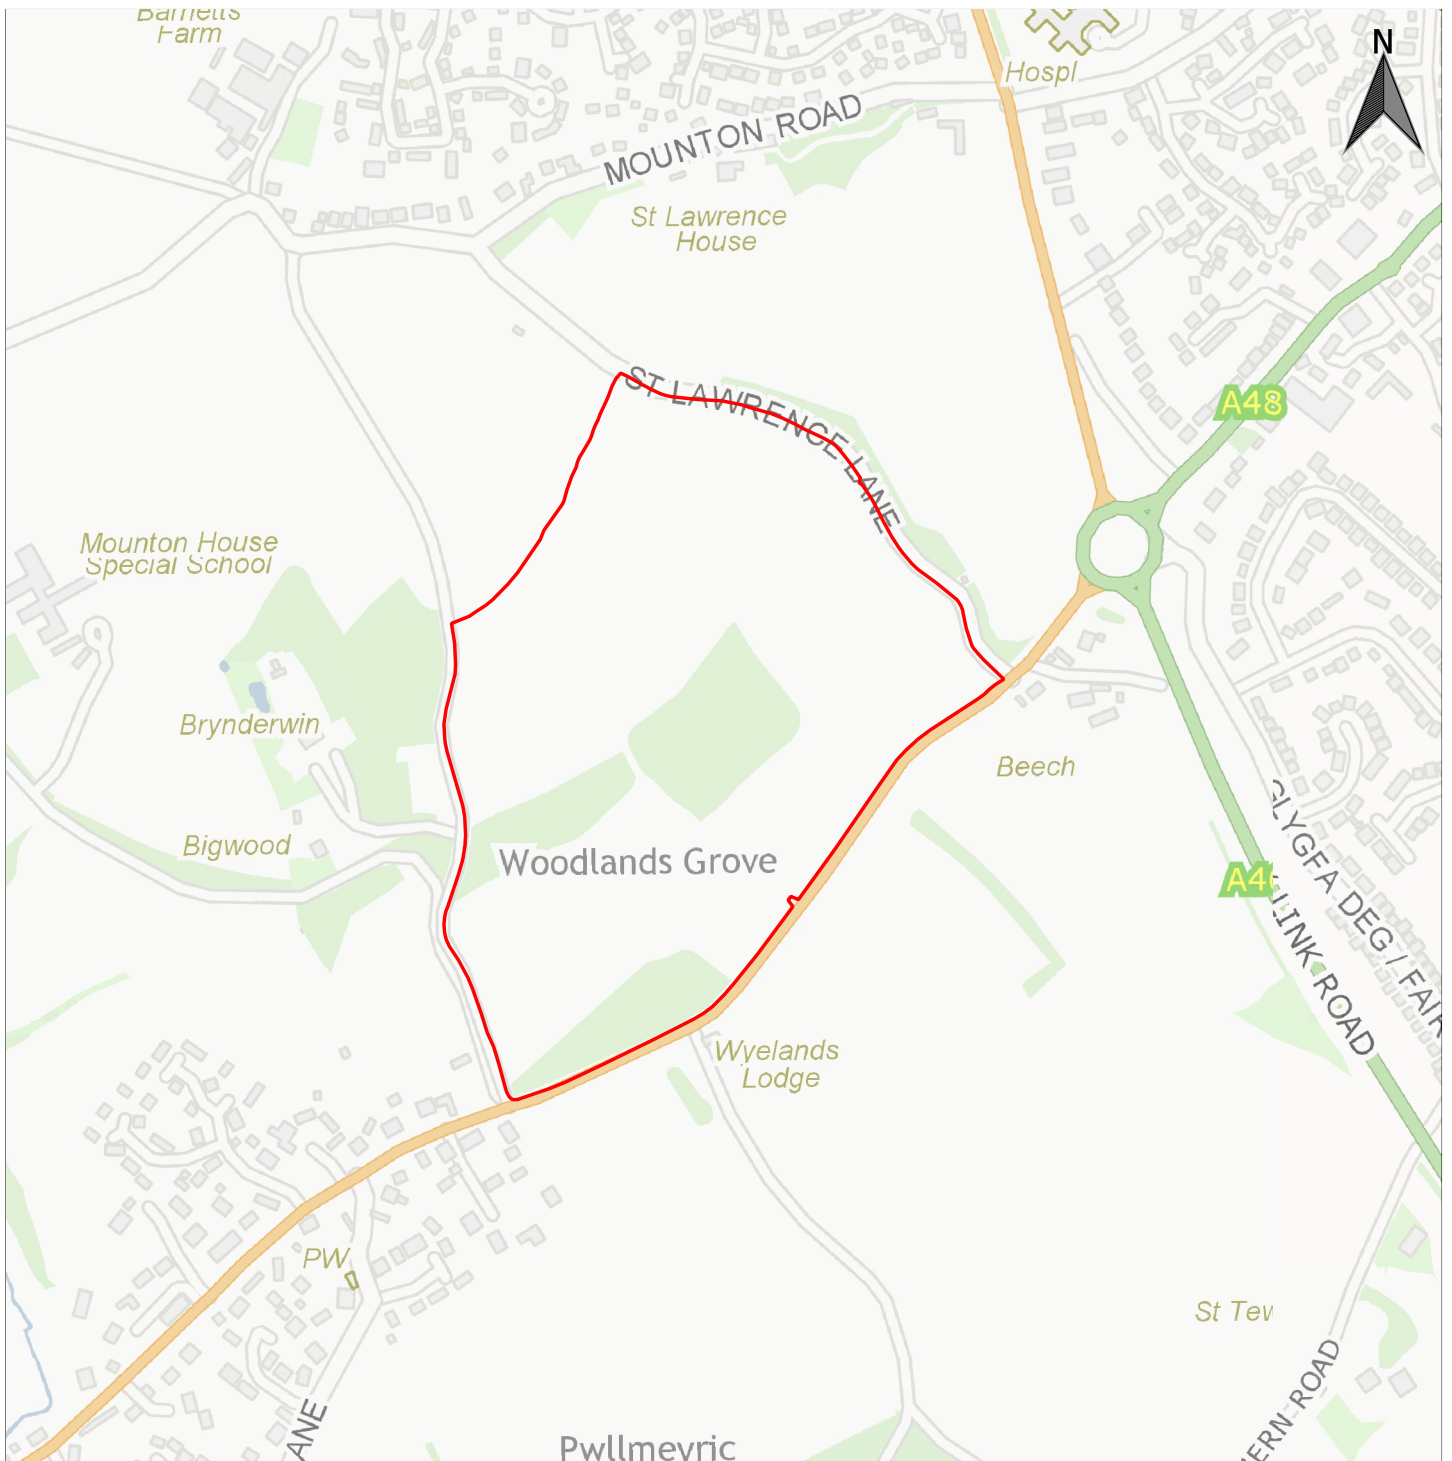 Barnetts
Farm
N
Hospl
MOUNTON ROAD
St Lawrence
House
ST LAWRENCE LANE
A48
Mounton House
Special School
Brynderwin
Beech
Bigwood
Woodlands Grove
A4
LINK ROAD
Wyelands
Lodge
PW
St Tew
ANE
Pwllmeyric
ERN ROAD